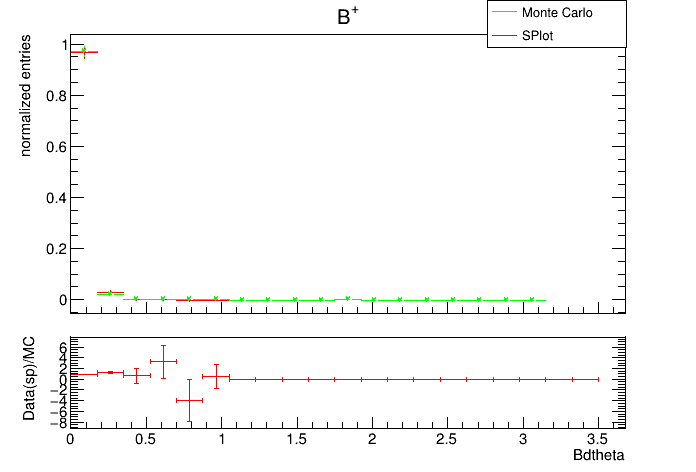 B+
Monte Carlo
SPlot
normalized entries
1
0.8
0.6
0.4
0.2
0
Data(sp)/MC
6
4
2
0
−2
−4
−6
−8
0 0.5 1 1.5 2 2.5 3 3.5
Bdtheta